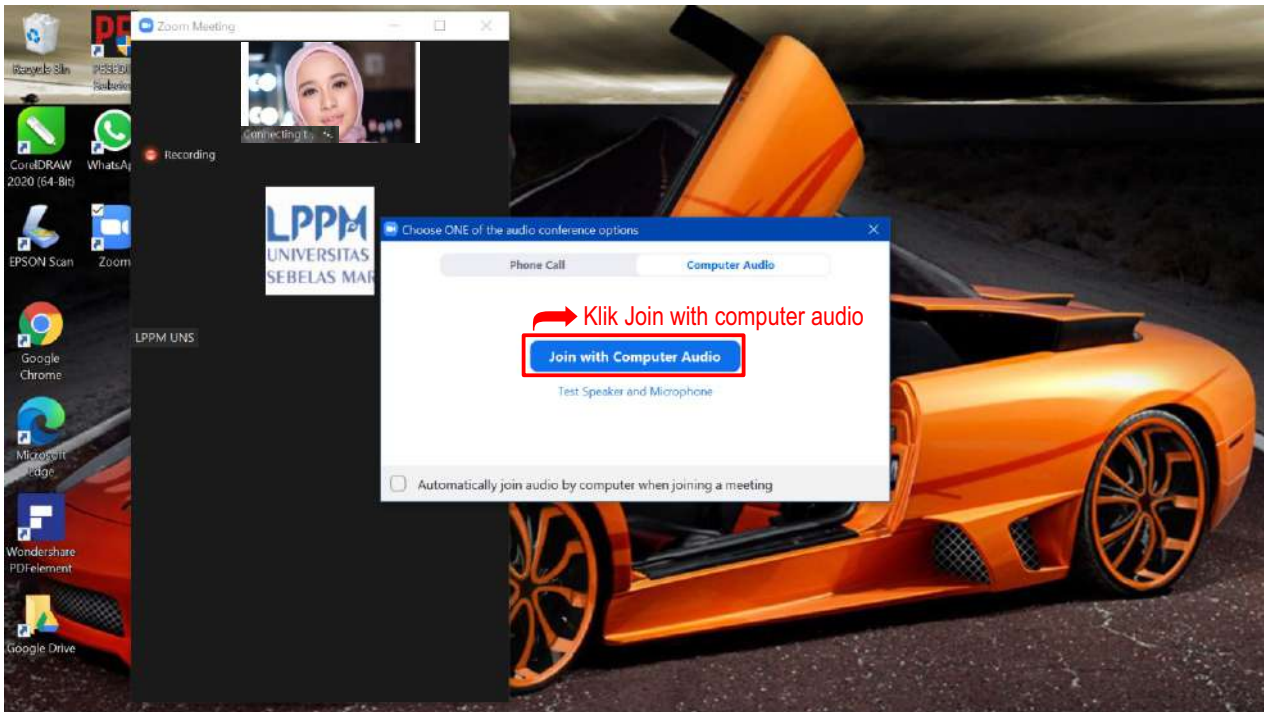 Zoom Meeting
Recycle Bin
Connecting t...
Recording
CorelDRAW
2020 (64-Bit)
LPPM
UNIVERSITAS
SEBELAS MAR
EPSON Scan
Zoom
Choose ONE of the audio conference options
Phone Call
Computer Audio
Klik Join with computer audio
Join with Computer Audio
Test Speaker and Microphone
Automatically join audio by computer when joining a meeting
LPPM UNS
Google
Chrome
Microsoft
Edge
Wondershare
PDFelement
Google Drive